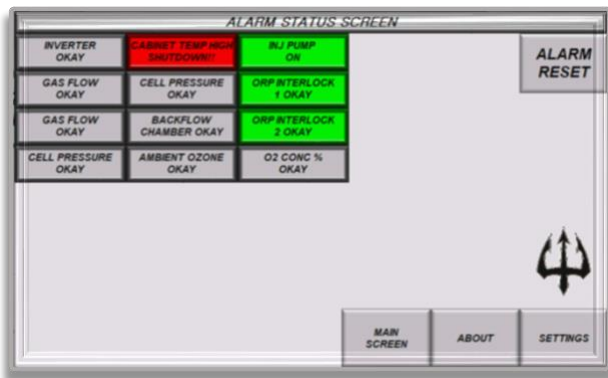 ALARM STATUS SCREEN
INVERTER
OKAY
CABINET TEMP HIGH
SHUTDOWN!!
INJ PUMP
ON
ALARM
RESET
GAS FLOW
OKAY
CELL PRESSURE
OKAY
ORP INTERLOCK
1 OKAY
GAS FLOW
OKAY
BACKFLOW
CHAMBER OKAY
ORP INTERLOCK
2 OKAY
CELL PRESSURE
OKAY
AMBIENT OZONE
OKAY
O2 CONC %
OKAY
MAIN
SCREEN
ABOUT
SETTINGS